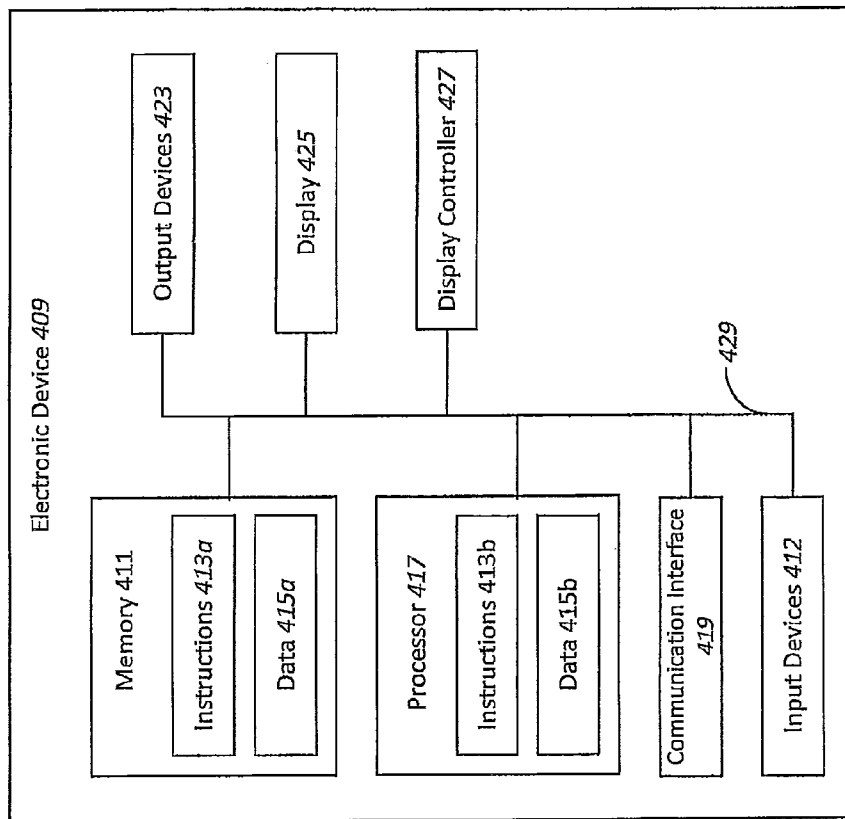 Electronic Device 409
Memory 411
Instructions 413a
Data 415a
Processor 417
Instructions 413b
Data 415b
Communication Interface
419
Input Devices 412
Output Devices 423
Display 425
Display Controller 427
429